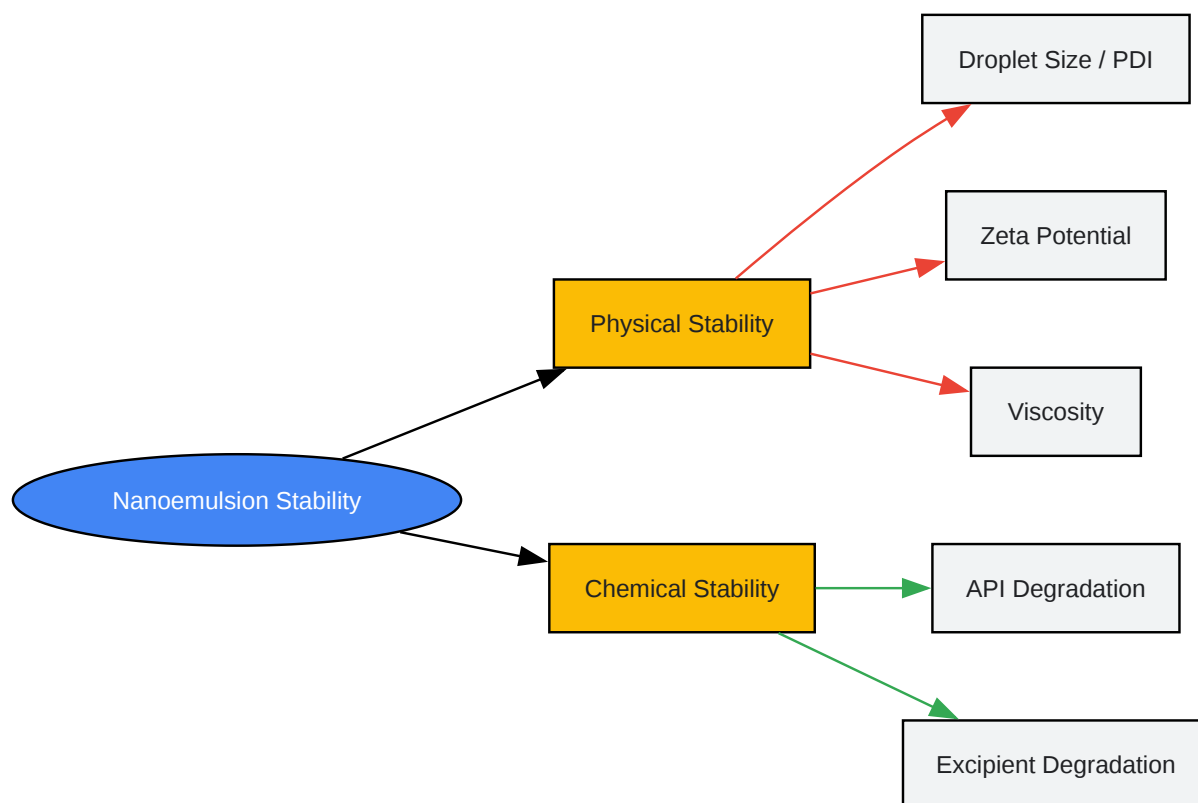 Droplet Size / PDI
Zeta Potential
Physical Stability
Viscosity
Nanoemulsion Stability
Chemical Stability
API Degradation
Excipient Degradation